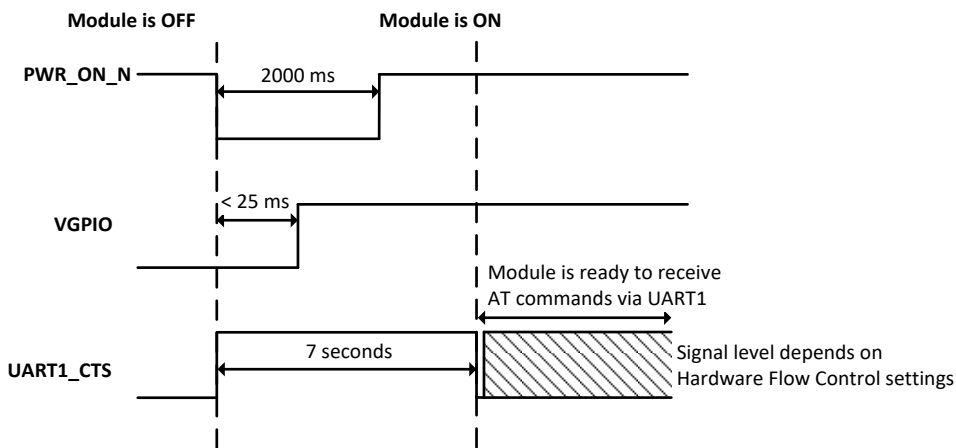 Module is OFF
Module is ON
PWR_ON_N
2000 ms
< 25 ms
VGPIO
Module is ready to receive
AT commands via UART1
7 seconds
UART1_CTS
Signal level depends on
Hardware Flow Control settings